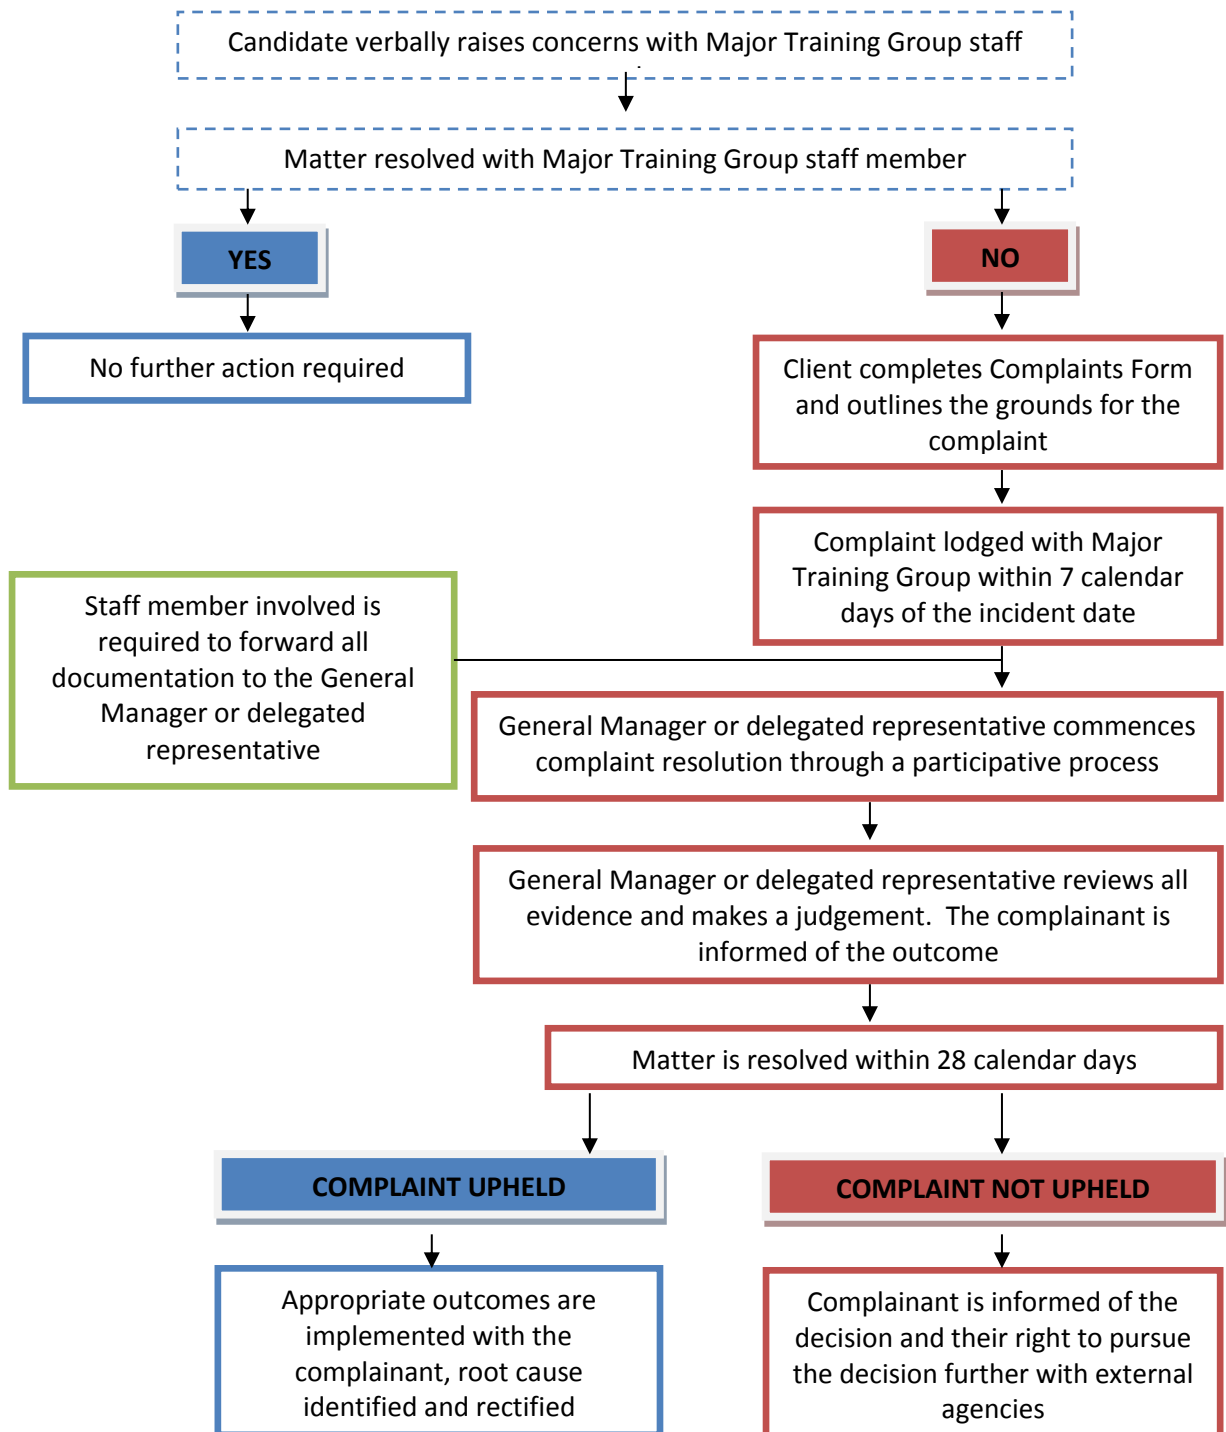 Candidate verbally raises concerns with Major Training Group staff
Matter resolved with Major Training Group staff member
YES
NO
No further action required
Client completes Complaints Form
and outlines the grounds for the
complaint
Complaint lodged with Major
Training Group within 7 calendar
days of the incident date
Staff member involved is
required to forward all
documentation to the General
Manager or delegated
representative
General Manager or delegated representative commences
complaint resolution through a participative process
General Manager or delegated representative reviews all
evidence and makes a judgement.  The complainant is
informed of the outcome
Matter is resolved within 28 calendar days
COMPLAINT UPHELD
COMPLAINT NOT UPHELD
Appropriate outcomes are
implemented with the
complainant, root cause
identified and rectified
Complainant is informed of the
decision and their right to pursue
the decision further with external
agencies